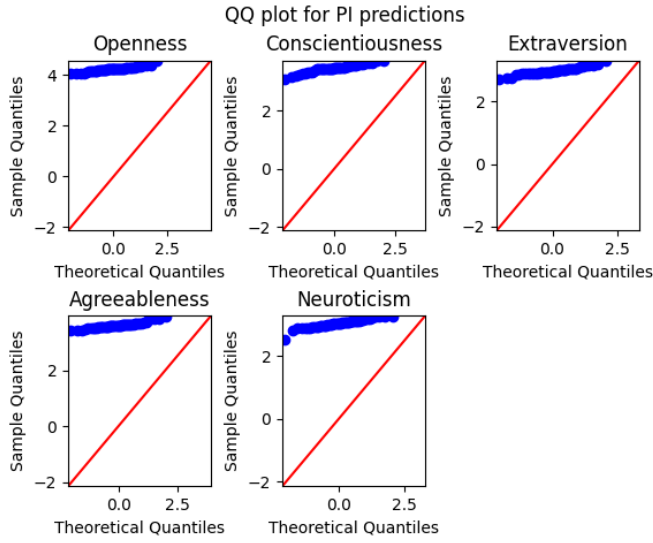 QQ plot for PI predictions
Openness
Conscientiousness
Extraversion
4
2
0
−2
2
0
−2
2
0
−2
Sample Quantiles
Sample Quantiles
Sample Quantiles
0.0
2.5
0.0
2.5
0.0
2.5
Theoretical Quantiles
Theoretical Quantiles
Theoretical Quantiles
Agreeableness
Neuroticism
2
0
−2
2
0
−2
Sample Quantiles
Sample Quantiles
0.0
2.5
0.0
2.5
Theoretical Quantiles
Theoretical Quantiles